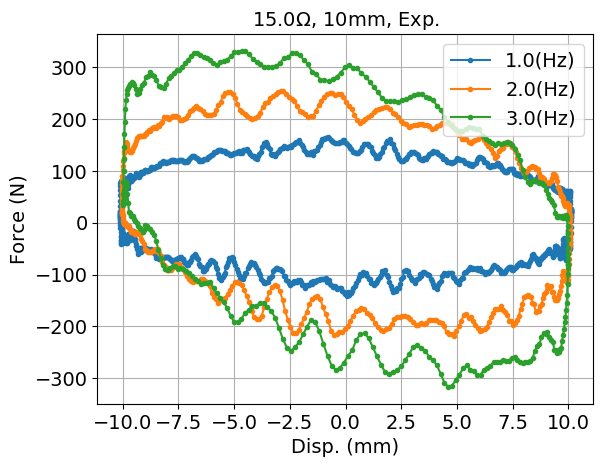 15.0Ω, 10mm, Exp.
1.0(Hz)
2.0(Hz)
3.0(Hz)
Force (N)
300
200
100
0
−100
−200
−300
−10.0 −7.5 −5.0 −2.5 0.0 2.5 5.0 7.5 10.0
Disp. (mm)